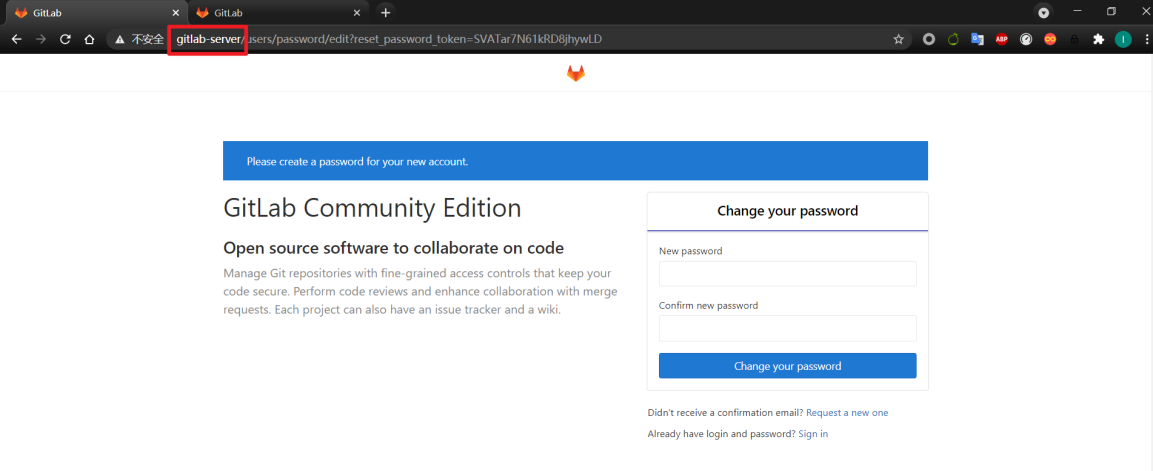 GitLab
GitLab
不安全 gitlab-server/users/password/edit?reset_password_token=SVATar7N61kRD8jhywLD
ABP
I
Please create a password for your new account.
GitLab Community Edition
Open source software to collaborate on code
Manage Git repositories with fine-grained access controls that keep your
code secure. Perform code reviews and enhance collaboration with merge
requests. Each project can also have an issue tracker and a wiki.
Change your password
New password
Confirm new password
Change your password
Didn't receive a confirmation email? Request a new one
Already have login and password? Sign in